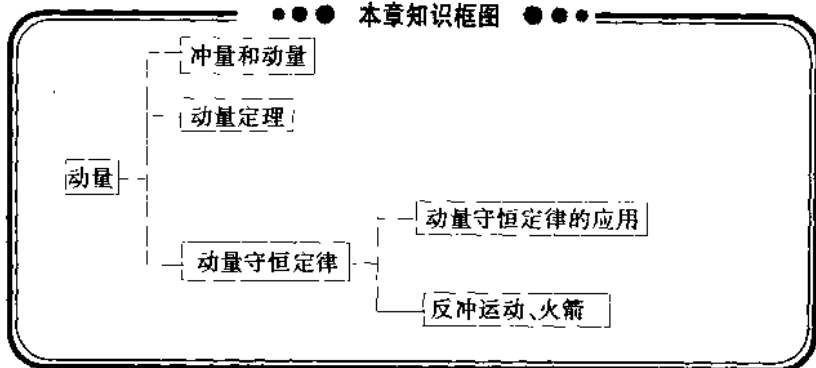 本章知识框图
冲量和动量
动量定理
动量
动量守恒定律的应用
动量守恒定律
反冲运动、火箭